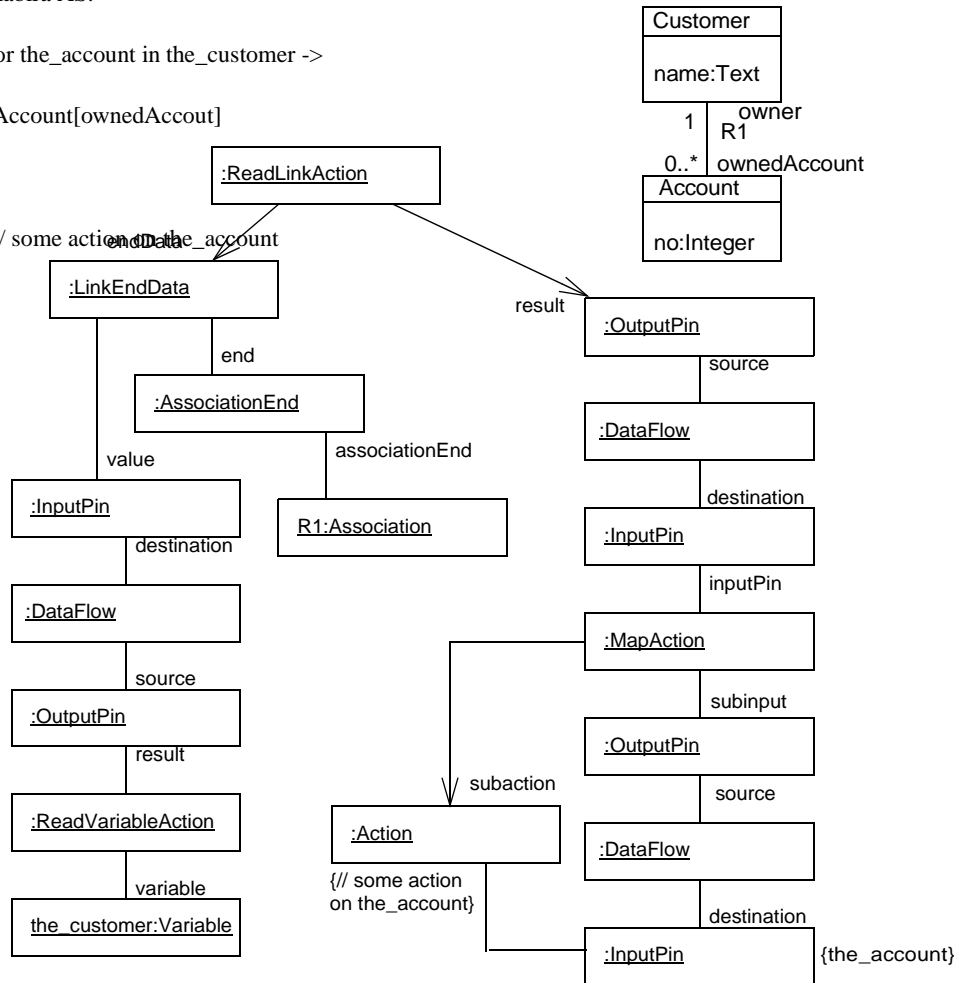 or the_account in the_customer ->
Account[ownedAccout]
/ some action on the_account
Customer
name:Text
1
owner
R1
0..*
ownedAccount
Account
no:Integer
:ReadLinkAction
endData
:LinkEndData
result
:OutputPin
end
source
:AssociationEnd
:DataFlow
value
associationEnd
:InputPin
R1:Association
destination
:InputPin
destination
inputPin
:DataFlow
:MapAction
source
subinput
:OutputPin
:OutputPin
result
subaction
source
:ReadVariableAction
:Action
:DataFlow
variable
{// some action
on the_account}
destination
the_customer:Variable
:InputPin
{the_account}